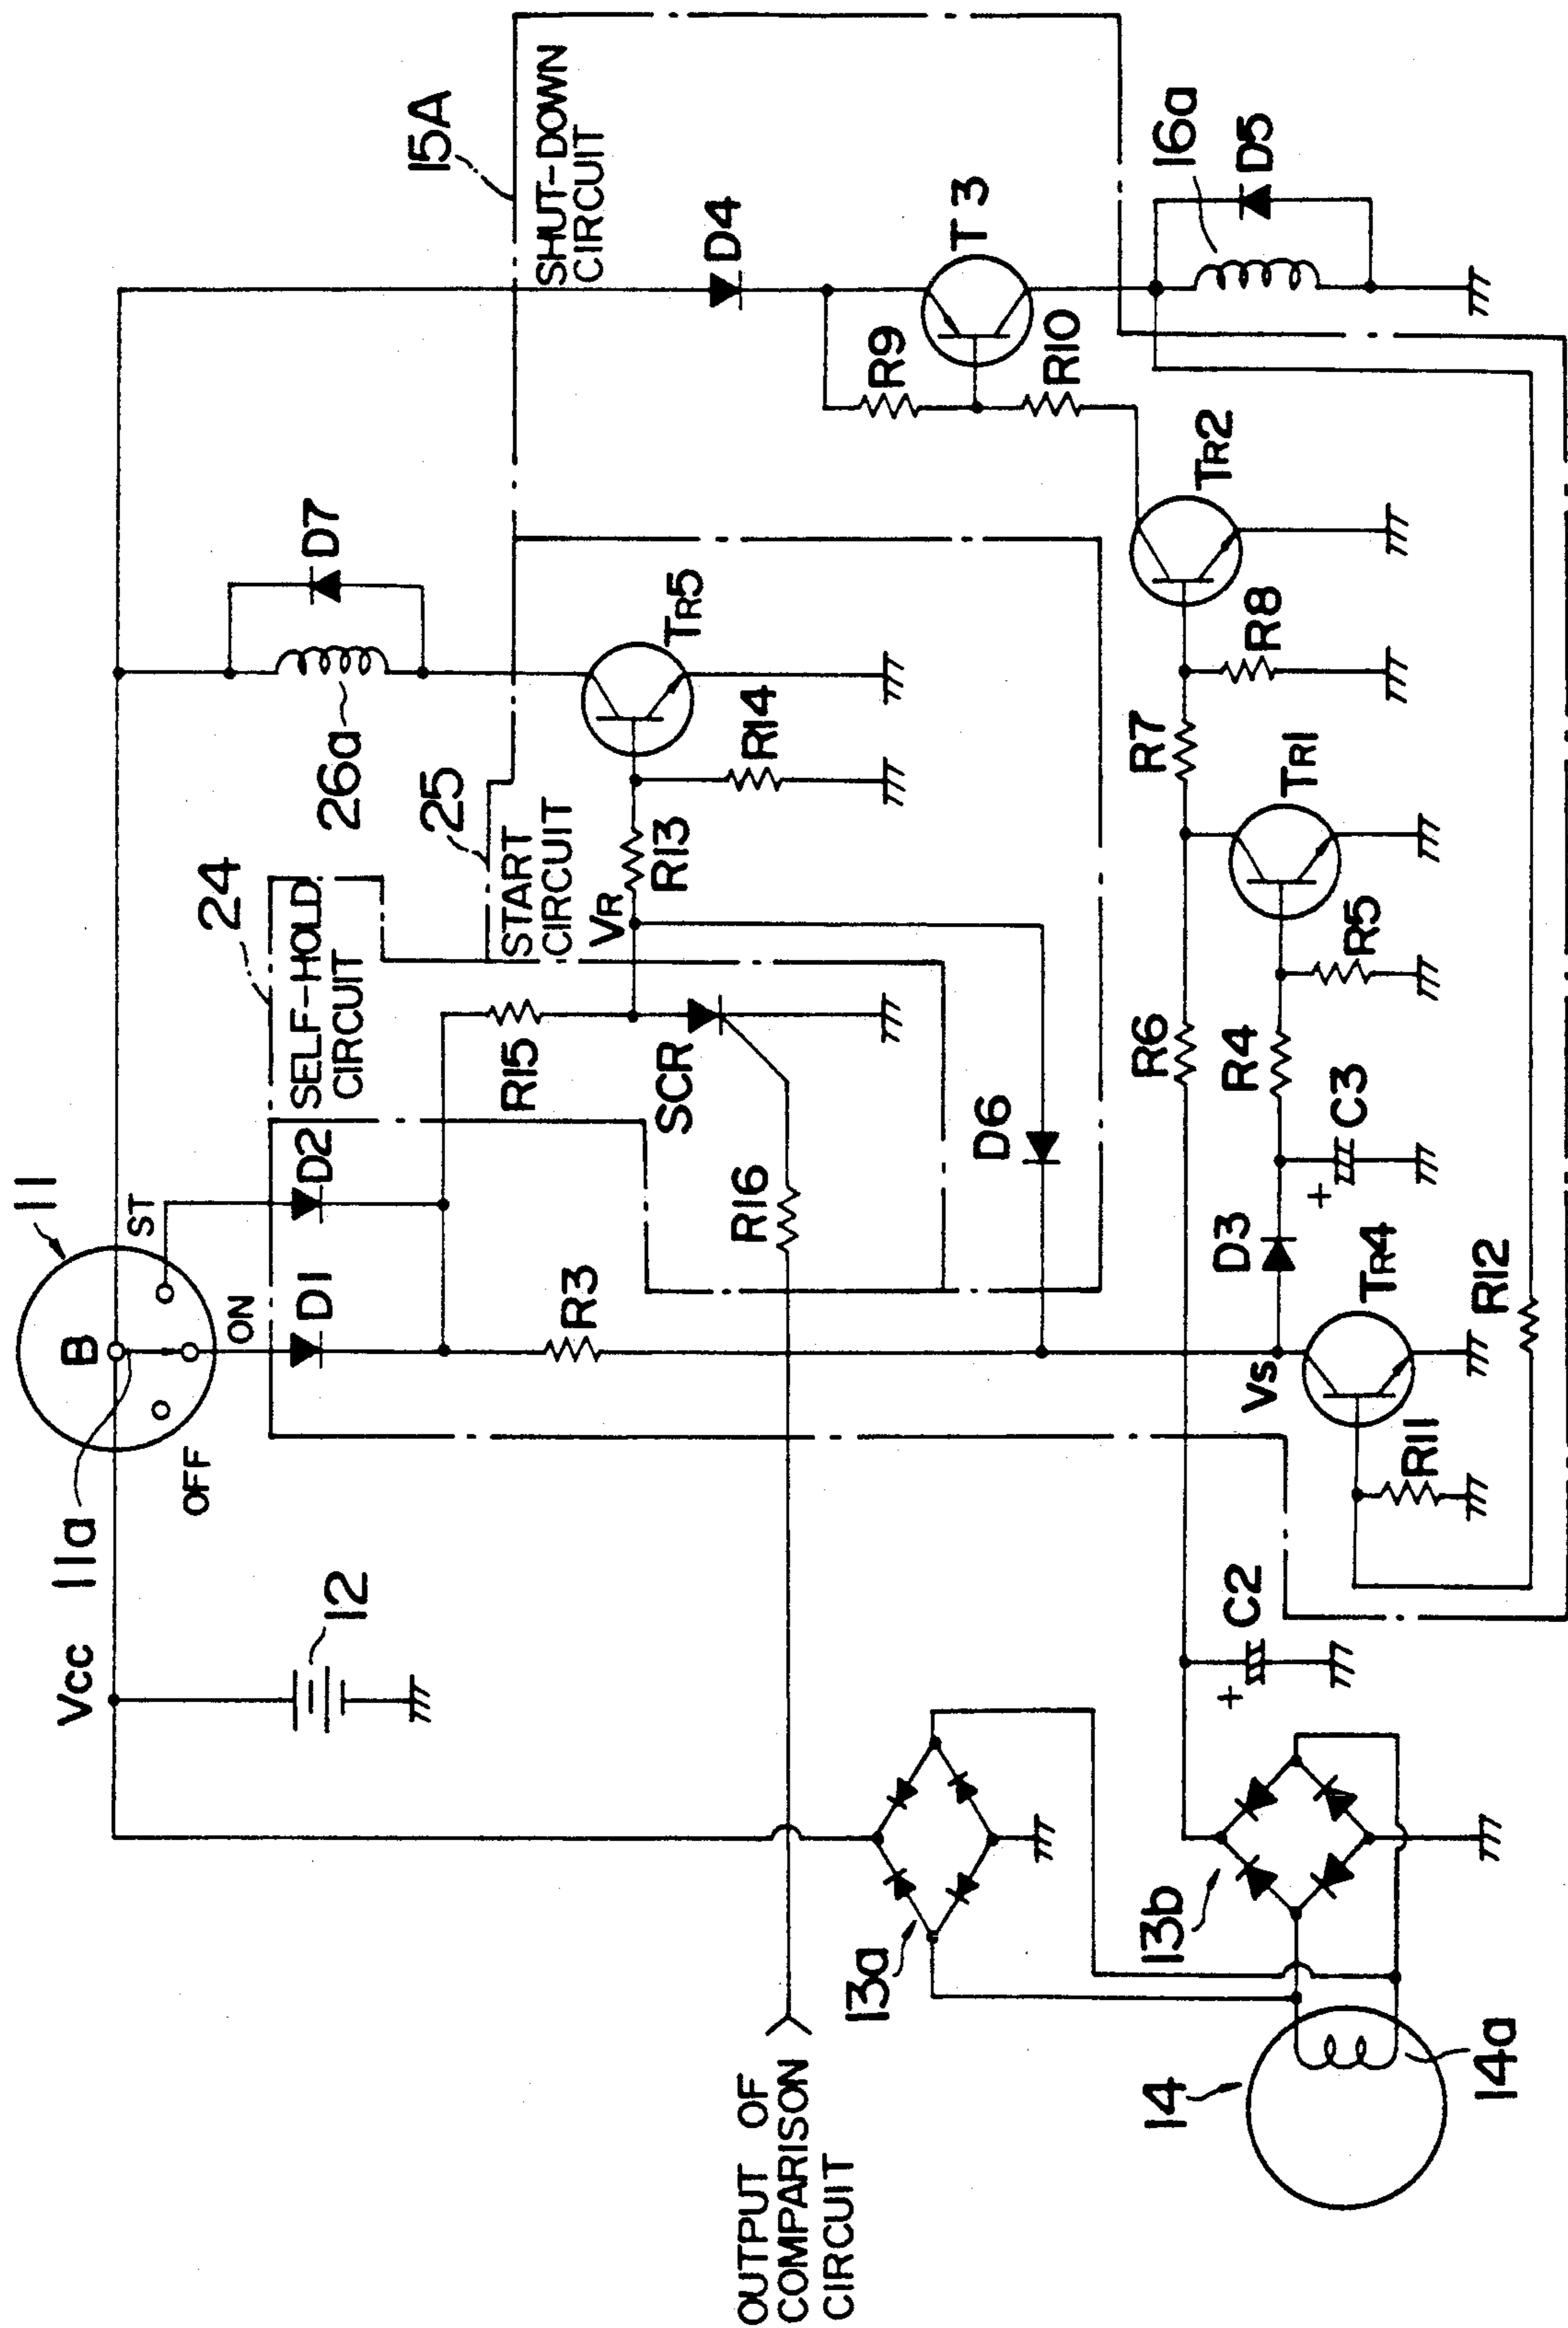 15A
SHUT-DOWN
CIRCUIT
D4
T3
16a
D5
R9
R10
TR2
D7
26a
TR5
R14
R8
R7
25
START
CIRCUIT
VR
R13
TR1
24
SELF-HOLD
CIRCUIT
R15
SCR
R6
R4
R5
C3
+
D6
11
ST
D2
R16
D3
TR4
R12
B
ON
D1
R3
VS
R11
OFF
11a
12
VCC
C2
+
13a
13b
14
14a
OUTPUT OF
COMPARISON
CIRCUIT